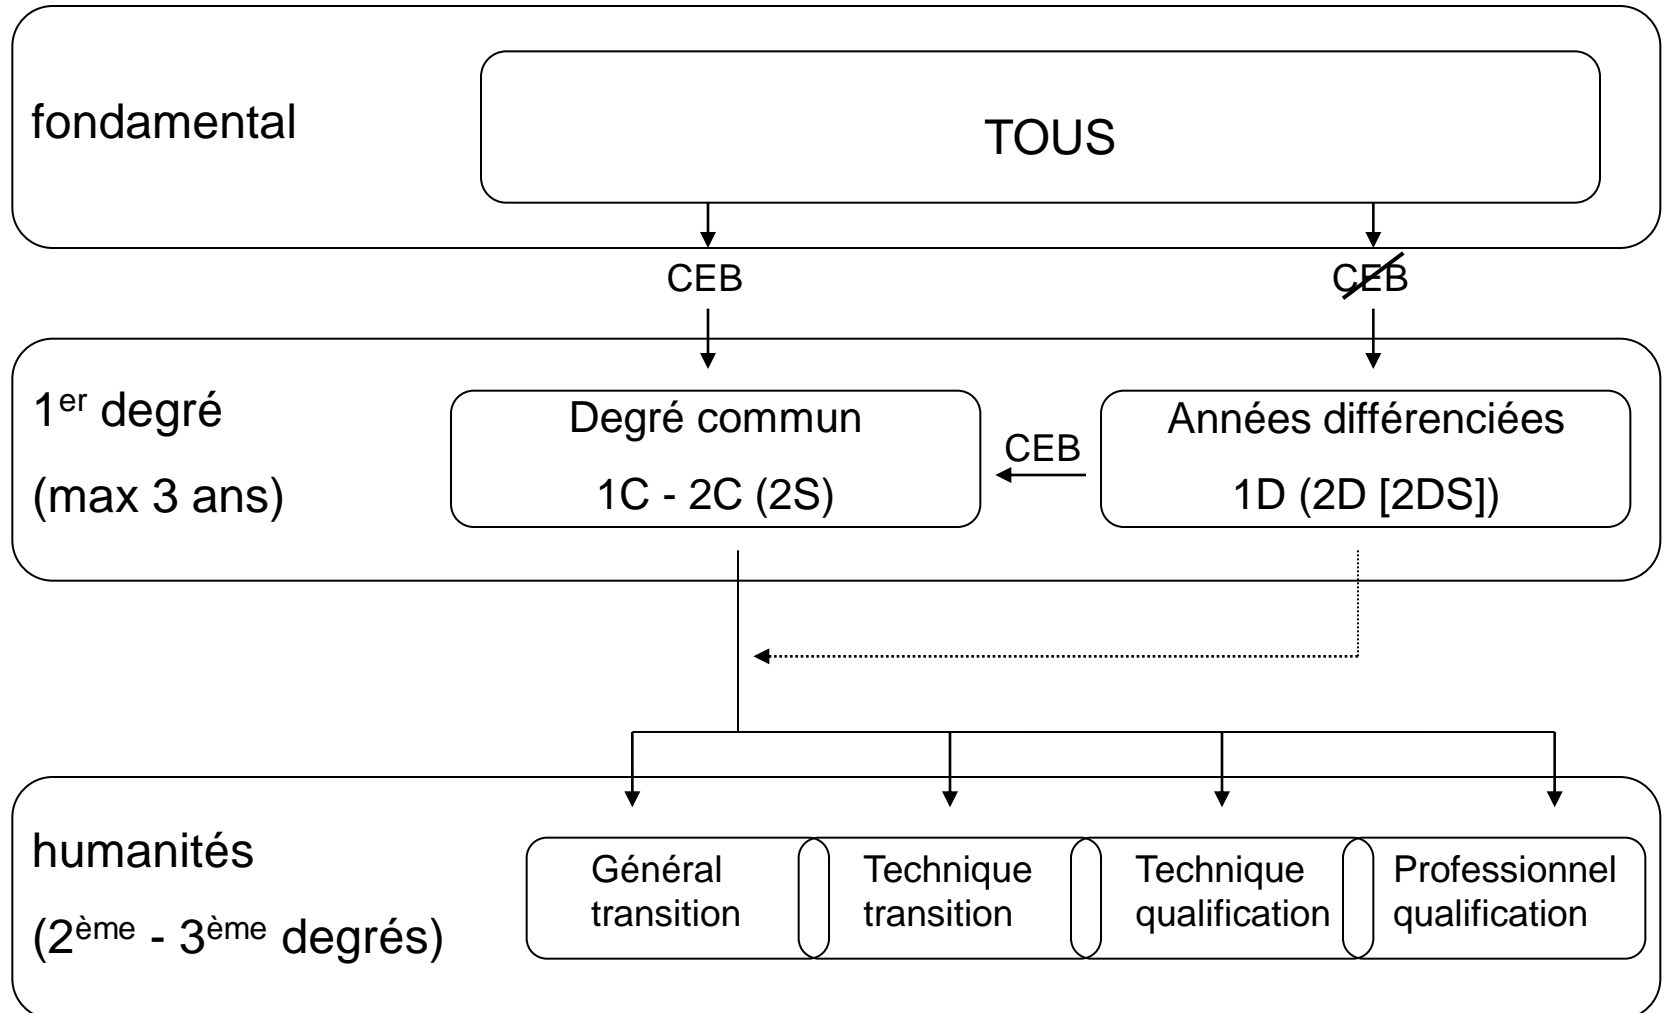 fondamental
TOUS
CEB
CEB
1er degré
(max 3 ans)
Degré commun
1C - 2C (2S)
CEB
Années différenciées
1D (2D [2DS])
humanités
(2ème - 3ème degrés)
Général
transition
Technique
transition
Technique
qualification
Professionnel
qualification